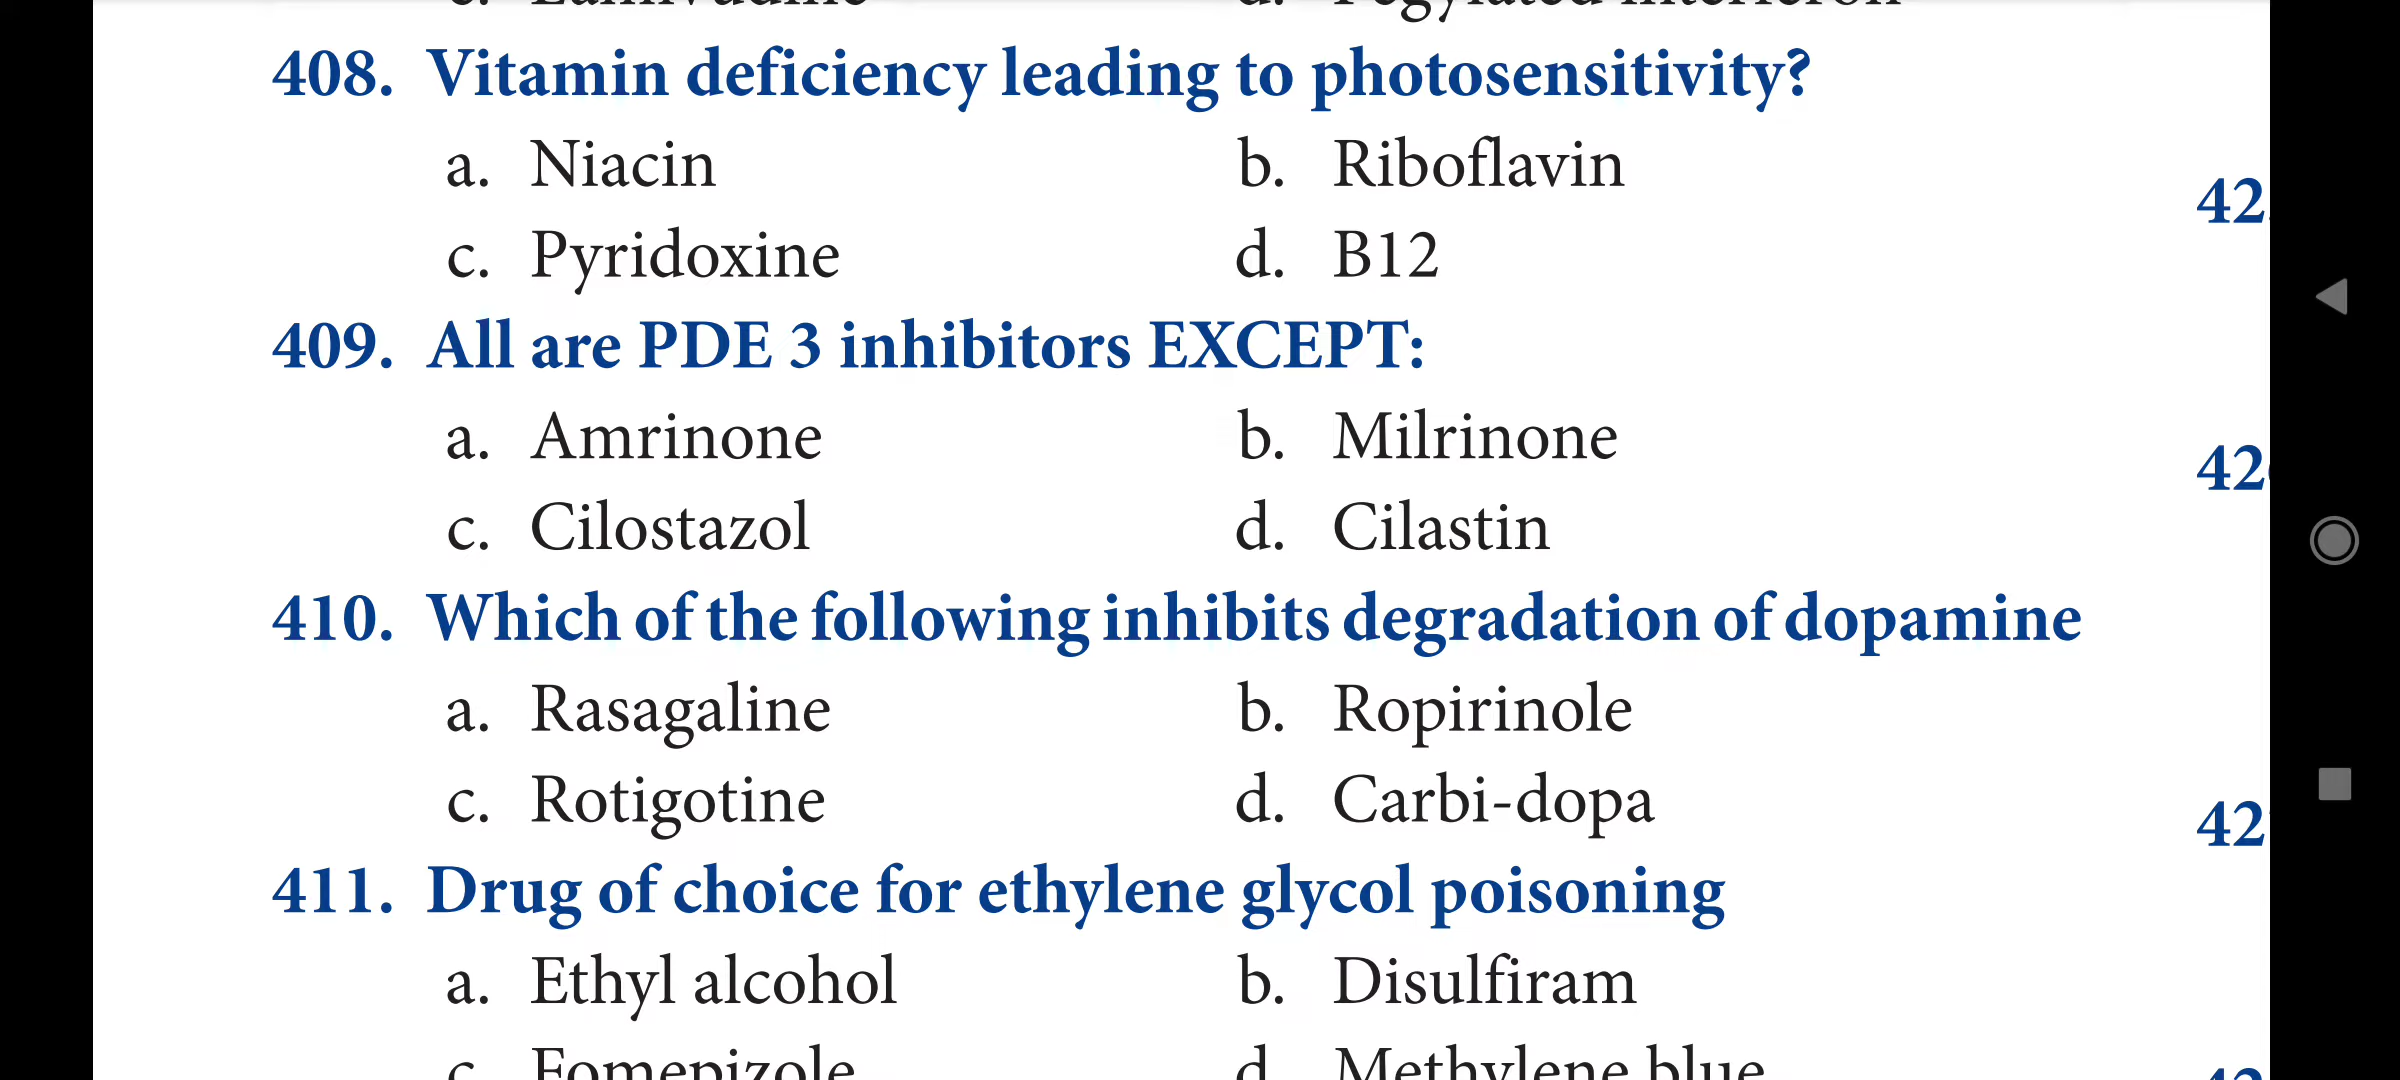 408. Vitamin deficiency leading to photosensitivity?
a. Niacin b. Riboflavin
c. Pyridoxine d. B12
409. All are PDE 3 inhibitors EXCEPT:
a. Amrinone b. Milrinone
c. Cilostazol d. Cilastin
410. Which of the following inhibits degradation of dopamine
a. Rasagaline b. Ropirinole
c. Rotigotine d. Carbi-dopa
411. Drug of choice for ethylene glycol poisoning
a. Ethyl alcohol b. Disulfiram
c. Fomepizole d. Methylene blue